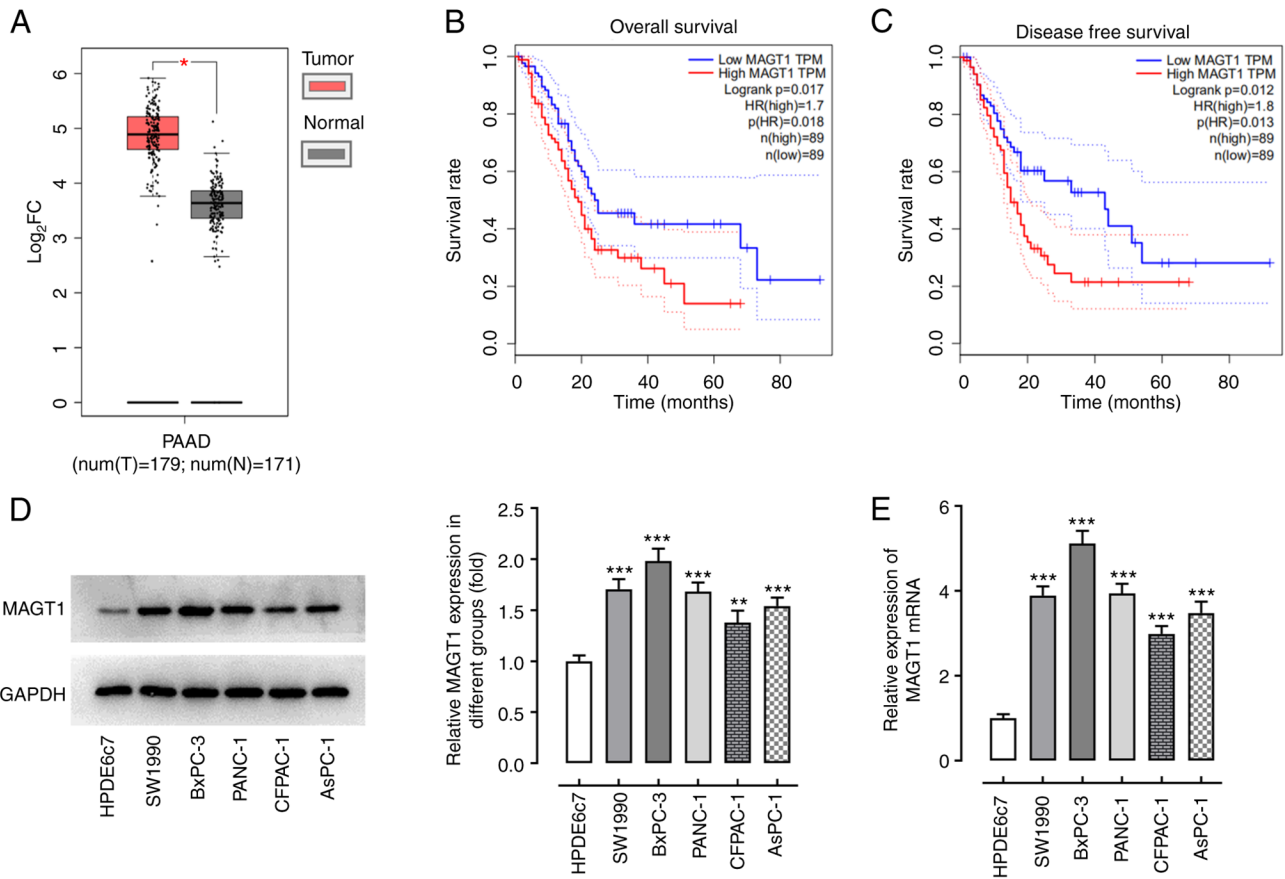 A
Log2FC
6
5
4
3
2
1
0
*
Tumor
Normal
PAAD
(num(T)=179; num(N)=171)
B
Overall survival
Survival rate
1.0
0.8
0.6
0.4
0.2
0.0
Low MAGT1 TPM
High MAGT1 TPM
Logrank p=0.017
HR(high)=1.7
p(HR)=0.018
n(high)=89
n(low)=89
0 20 40 60 80
Time (months)
C
Disease free survival
Survival rate
1.0
0.8
0.6
0.4
0.2
0.0
Low MAGT1 TPM
High MAGT1 TPM
Logrank p=0.012
HR(high)=1.8
p(HR)=0.013
n(high)=89
n(low)=89
0 20 40 60 80
Time (months)
D
MAGT1
GAPDH
HPDE6c7
SW1990
BxPC-3
PANC-1
CFPAC-1
AsPC-1
Relative MAGT1 expression in
different groups (fold)
2.5
2.0
1.5
1.0
0.5
0.0
***
***
***
**
***
HPDE6c7
SW1990
BxPC-3
PANC-1
CFPAC-1
AsPC-1
E
Relative expression of
MAGT1 mRNA
6
4
2
0
***
***
***
***
***
HPDE6c7
SW1990
BxPC-3
PANC-1
CFPAC-1
AsPC-1